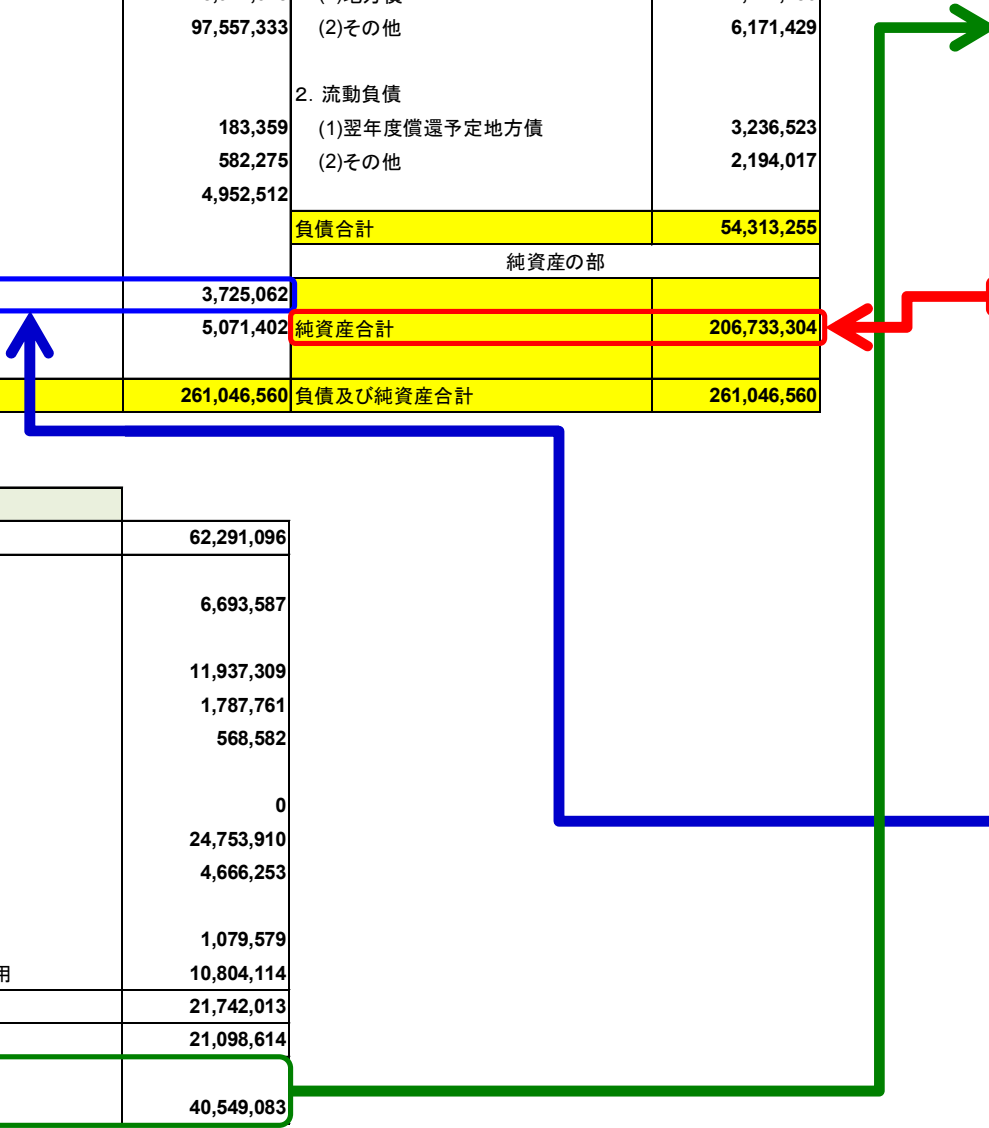 97,557,333 (2)その他 6,171,429
2. 流動負債
183,359 (1)翌年度償還予定地方債 3,236,523
582,275 (2)その他 2,194,017
4,952,512
負債合計 54,313,255
純資産の部
3,725,062
5,071,402 純資産合計 206,733,304
261,046,560 負債及び純資産合計 261,046,560
62,291,096
6,693,587
11,937,309
1,787,761
568,582
0
24,753,910
4,666,253
1,079,579
用 10,804,114
21,742,013
21,098,614
40,549,083